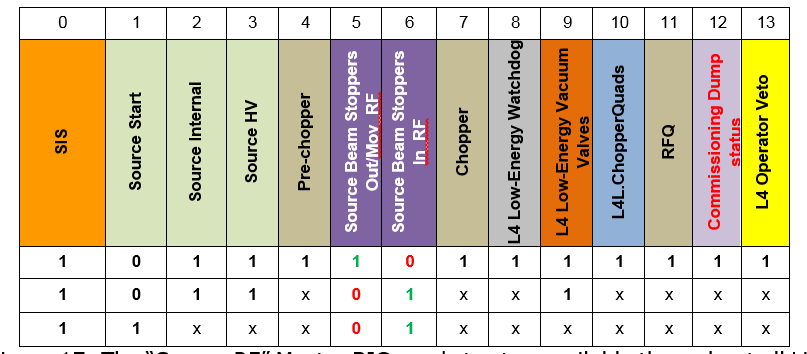 0 1 2 3 4 5 6 7 8 9 10 11 12 13
SIS
Source Start
Source Internal
Source HV
Pre-chopper
Source Beam Stoppers
Out/Mov_RF
Source Beam Stoppers
In_RF
Chopper
L4 Low-Energy Watchdog
L4 Low-Energy Vacuum
Valves
L4L.ChopperQuads
RFQ
Commissioning Dump
status
L4 Operator Veto
1 0 1 1 1 1 0 1 1 1 1 1 1 1
1 0 1 1 x 0 1 x x 1 x x x x
1 1 x x x 0 1 x x x x x x x